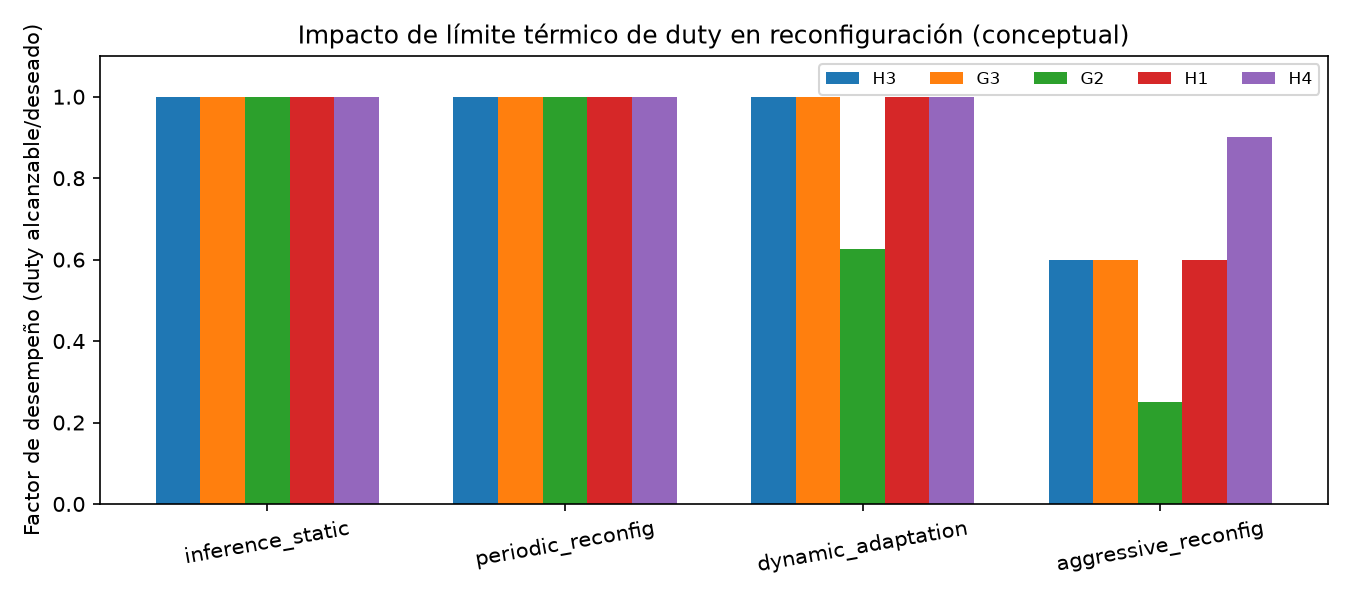 Impacto de límite térmico de duty en reconfiguración (conceptual)
H3 G3 G2 H1 H4
Factor de desempeño (duty alcanzable/deseado)
1.0
0.8
0.6
0.4
0.2
0.0
inference_static periodic_reconfig dynamic_adaptation aggressive_reconfig